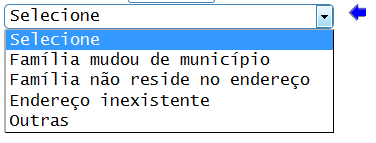 Selecione
Selecione
Família mudou de município
Família não reside no endereço
Endereço inexistente
Outras